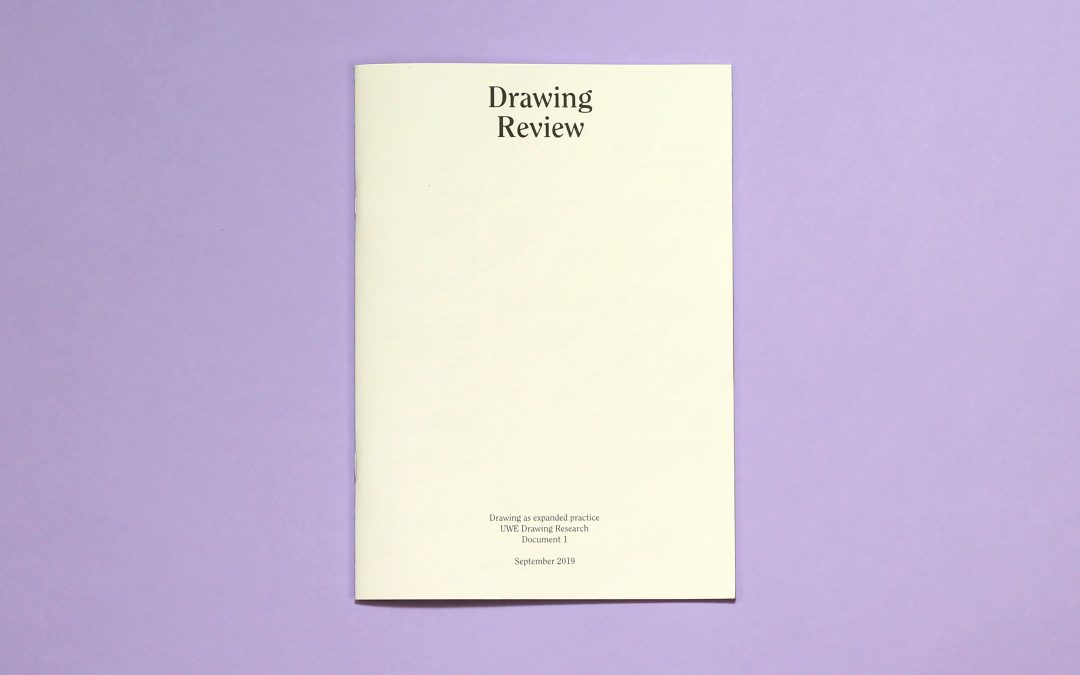 Drawing
Review
Drawing as expanded practice
UWE Drawing Research
Document 1
September 2019